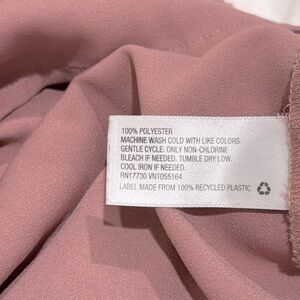 100% POLYESTER
MACHINE WASH COLD WITH LIKE COLORS.
GENTLE CYCLE. ONLY NON-CHLORINE
BLEACH IF NEEDED. TUMBLE DRY LOW.
COOL IRON IF NEEDED.
RN17730 VN1055164
LABEL MADE FROM 100% RECYCLED PLASTIC